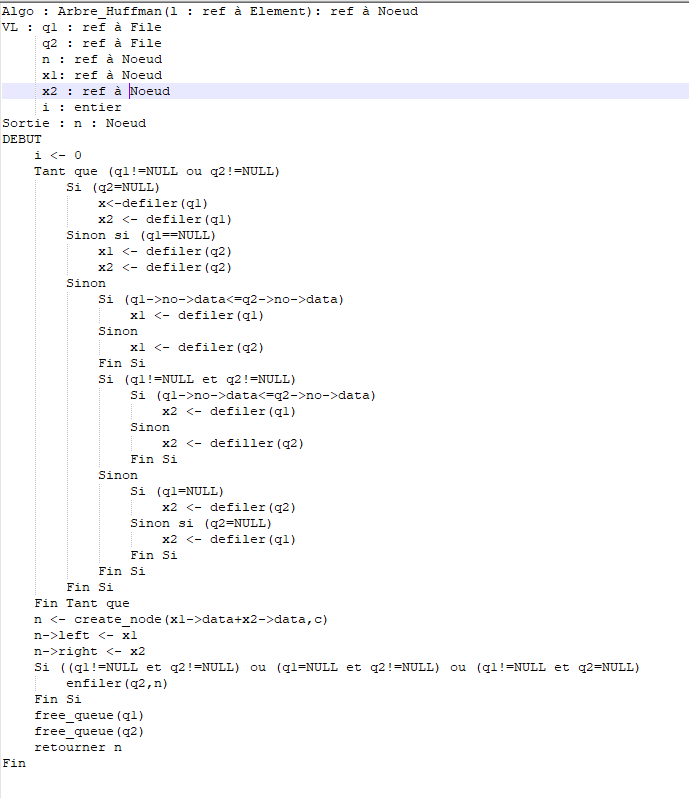 Algo : Arbre_Huffman(l : ref à Element): ref à Noeud
VL : q1 : ref à File
     q2 : ref à File
     n : ref à Noeud
     x1: ref à Noeud
     x2 : ref à Noeud
     i : entier
Sortie : n : Noeud
DEBUT
    i <- 0
    Tant que (q1!=NULL ou q2!=NULL)
        Si (q2=NULL)
            x<-defiler(q1)
            x2 <- defiler(q1)
        Sinon si (q1==NULL)
            x1 <- defiler(q2)
            x2 <- defiler(q2)
        Sinon
            Si (q1->no->data<=q2->no->data)
                x1 <- defiler(q1)
            Sinon
                x1 <- defiler(q2)
            Fin Si
            Si (q1!=NULL et q2!=NULL)
                Si (q1->no->data<=q2->no->data)
                    x2 <- defiler(q1)
                Sinon
                    x2 <- defiller(q2)
                Fin Si
            Sinon
                Si (q1=NULL)
                    x2 <- defiler(q2)
                Sinon si (q2=NULL)
                    x2 <- defiler(q1)
                Fin Si
            Fin Si
        Fin Si
    Fin Tant que
    n <- create_node(x1->data+x2->data,c)
    n->left <- x1
    n->right <- x2
    Si ((q1!=NULL et q2!=NULL) ou (q1=NULL et q2!=NULL) ou (q1!=NULL et q2=NULL)
        enfiler(q2,n)
    Fin Si
    free_queue(q1)
    free_queue(q2)
    retourner n
Fin